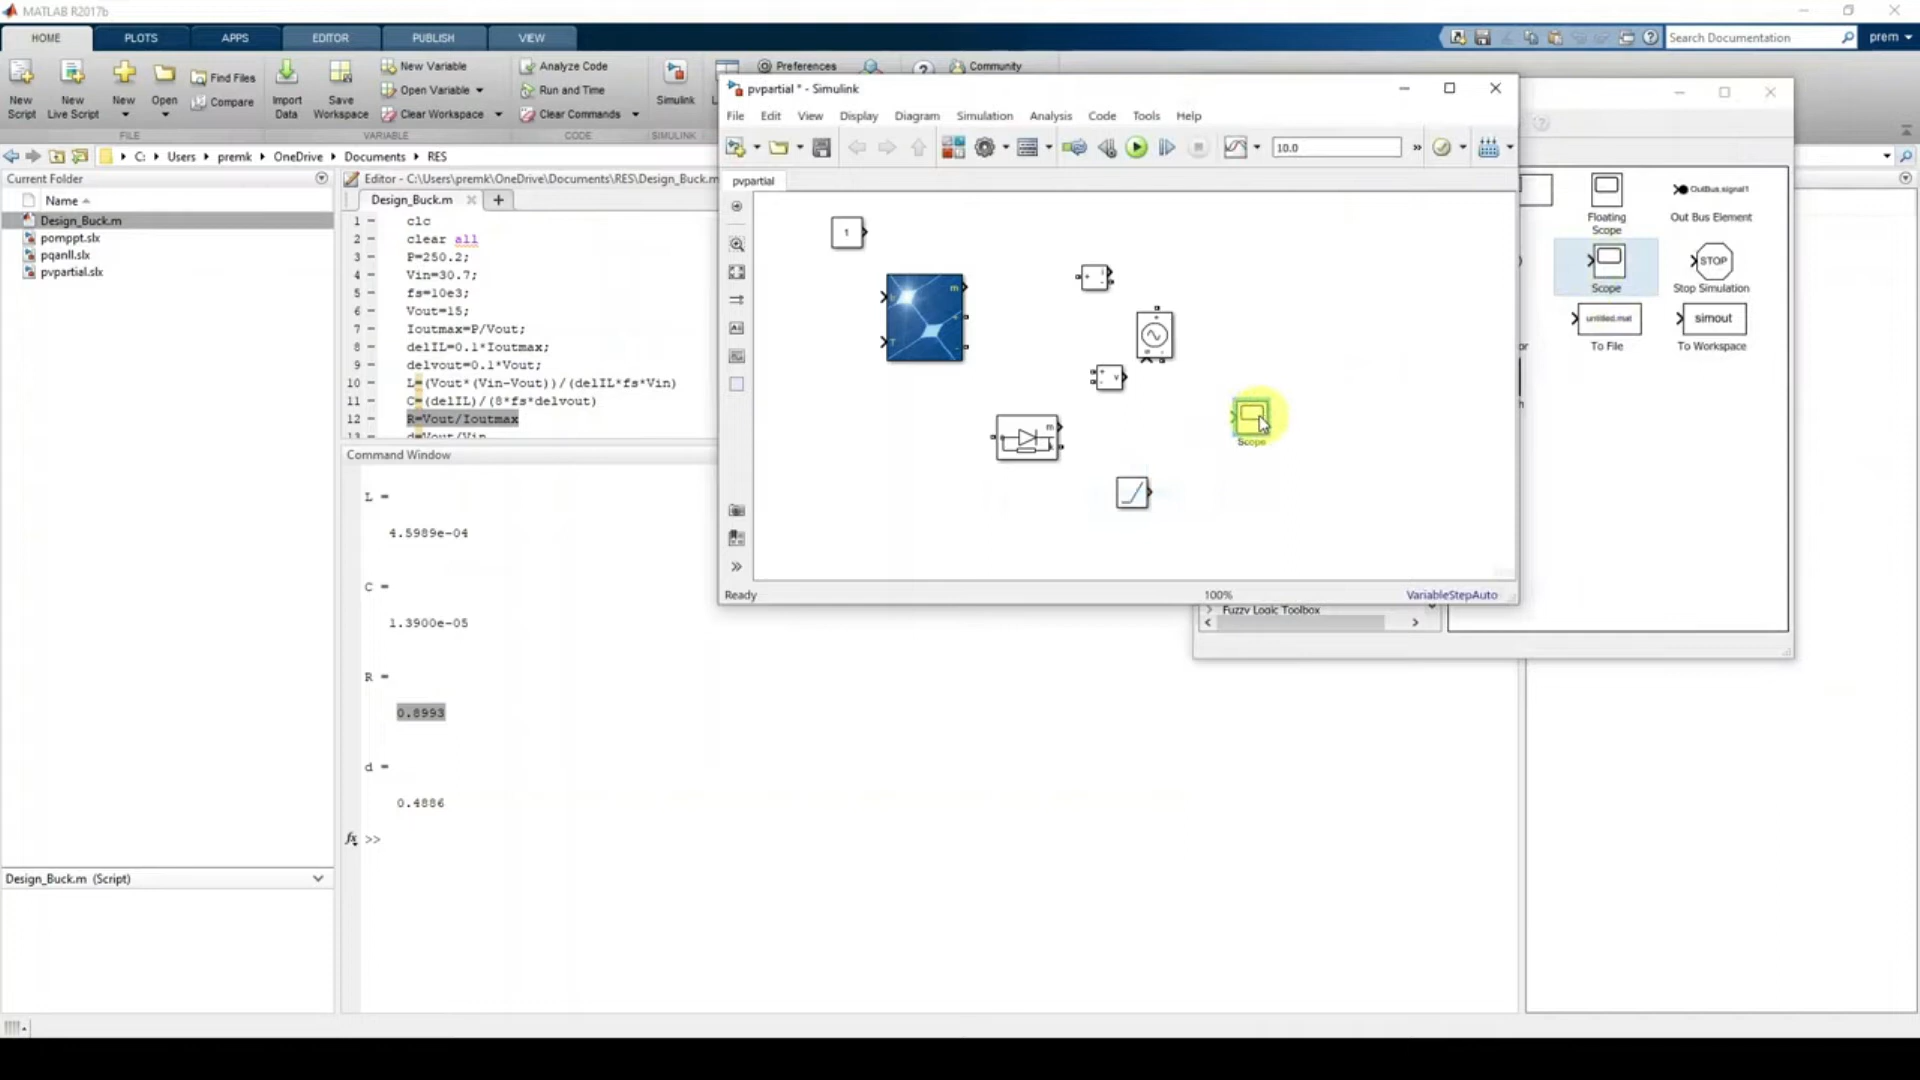 MATLAB R2017b
HOME PLOTS APPS EDITOR PUBLISH VIEW
Search Documentation prem
New Script
New Live Script
New
Open
Find Files
Compare
Import Data
Save Workspace
New Variable
Open Variable
Clear Workspace
Analyze Code
Run and Time
Clear Commands
Simulink
Preferences
Community
FILE VARIABLE CODE SIMULINK
C: Users premk OneDrive Documents RES
Current Folder
Name
Design_Buck.m
pomppt.slx
pqanll.slx
pvpartial.slx
Design_Buck.m (Script)
Editor - C:\Users\premk\OneDrive\Documents\RES\Design_Buck.m
Design_Buck.m
1 - clc
2 - clear all
3 - P=250.2;
4 - Vin=30.7;
5 - fs=10e3;
6 - Vout=15;
7 - Ioutmax=P/Vout;
8 - delIL=0.1*Ioutmax;
9 - delvout=0.1*Vout;
10 - L=(Vout*(Vin-Vout))/(delIL*fs*Vin)
11 - C=(delIL)/(8*fs*delvout)
12 - R=Vout/Ioutmax
13 - d=Vout/Vin
Command Window
L =
4.5989e-04
C =
1.3900e-05
R =
0.8993
d =
0.4886
fx >>
pvpartial * - Simulink
File Edit View Display Diagram Simulation Analysis Code Tools Help
10.0
pvpartial
1
m
T
v
m
Scope
Ready 100% VariableStepAuto
Floating Scope
OutBus.signal1
Out Bus Element
Scope
STOP
Stop Simulation
untitled.mat
To File
simout
To Workspace
Fuzzy Logic Toolbox